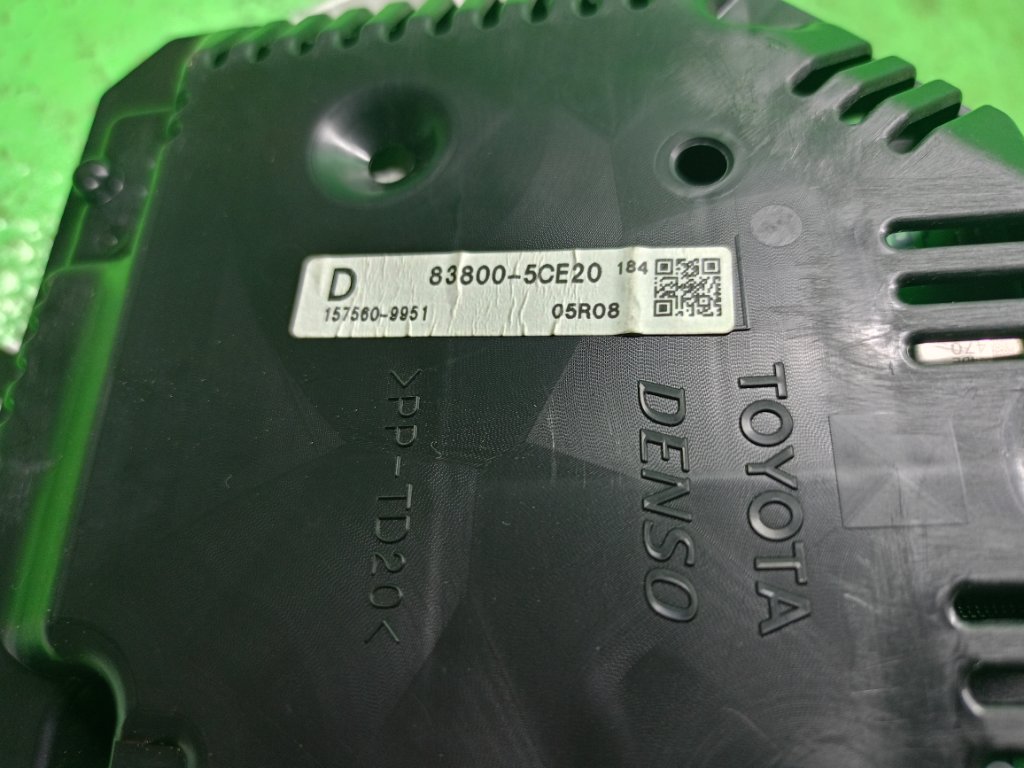 D 83800-5CE20 184
157560-9951 05R08
TOYOTA
DENSO
>PP-TD20<